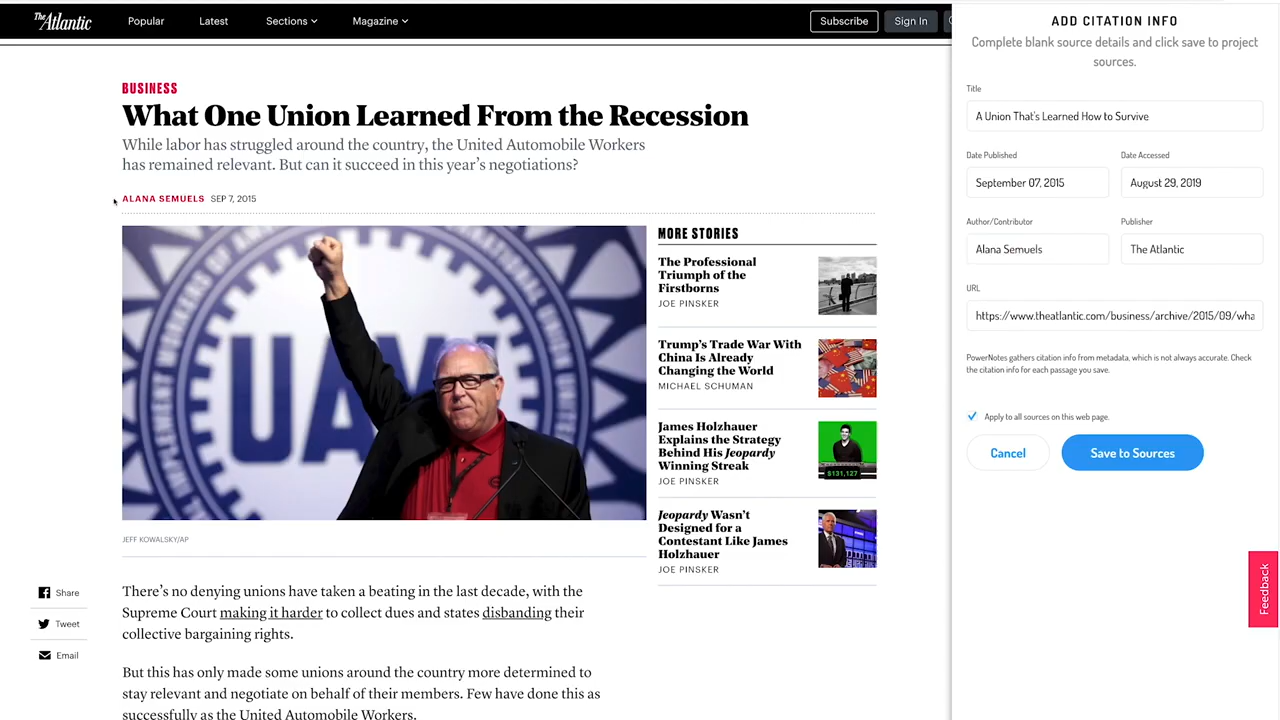 The Atlantic
Popular
Latest
Sections
Magazine
Subscribe
Sign In
BUSINESS
What One Union Learned From the Recession
While labor has struggled around the country, the United Automobile Workers
has remained relevant. But can it succeed in this year's negotiations?
ALANA SEMUELS SEP 7, 2015
UAW
JEFF KOWALSKY/AP
MORE STORIES
The Professional
Triumph of the
Firstborns
JOE PINSKER
Trump's Trade War With
China Is Already
Changing the World
MICHAEL SCHUMAN
James Holzhauer
Explains the Strategy
Behind His Jeopardy
Winning Streak
JOE PINSKER
$131,127
Jeopardy Wasn't
Designed for a
Contestant Like James
Holzhauer
JOE PINSKER
Share
Tweet
Email
There's no denying unions have taken a beating in the last decade, with the
Supreme Court making it harder to collect dues and states disbanding their
collective bargaining rights.
But this has only made some unions around the country more determined to
stay relevant and negotiate on behalf of their members. Few have done this as
successfully as the United Automobile Workers.
ADD CITATION INFO
Complete blank source details and click save to project
sources.
Title
A Union That's Learned How to Survive
Date Published
Date Accessed
September 07, 2015
August 29, 2019
Author/Contributor
Publisher
Alana Semuels
The Atlantic
URL
https://www.theatlantic.com/business/archive/2015/09/wha
PowerNotes gathers citation info from metadata, which is not always accurate. Check
the citation info for each passage you save.
Apply to all sources on this web page.
Cancel
Save to Sources
Feedback